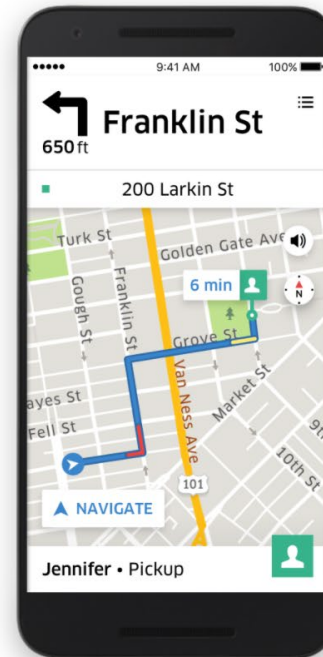 9:41 AM
100%
Franklin St
650 ft
200 Larkin St
Turk St
Golden Gate Ave
6 min
N
Gough St
Franklin St
Grove St
Van Ness Ave
Market St
ayes St
Fell St
9t
10th St
101
NAVIGATE
Jennifer • Pickup